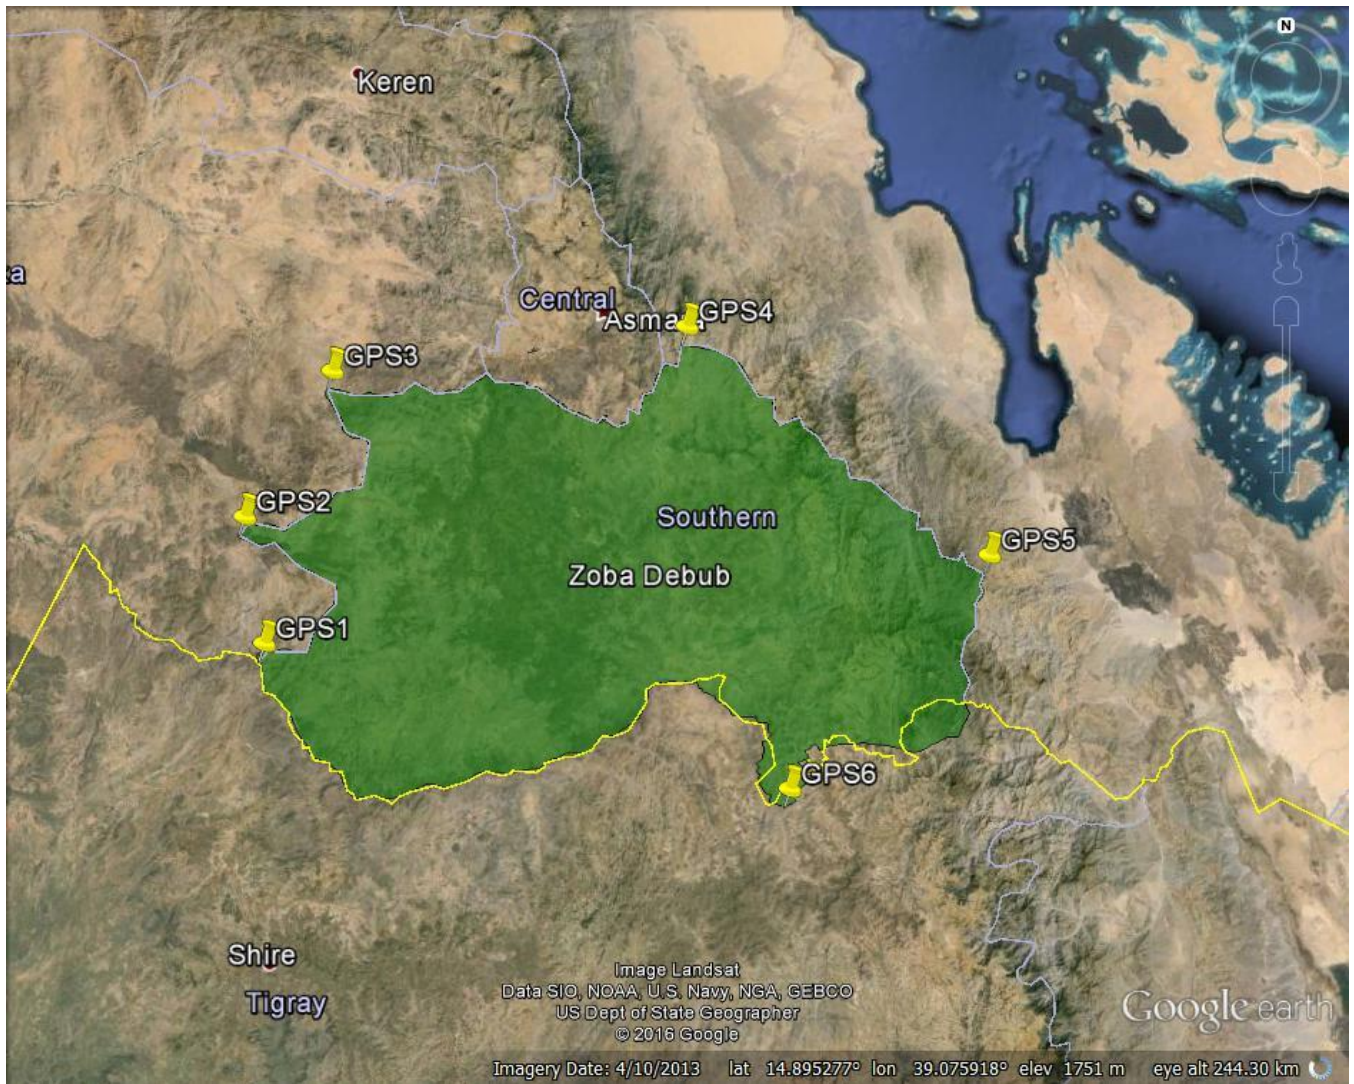 N
Keren
ea
Central
Asmara
GPS4
GPS3
GPS2
Southern
GPS5
Zoba Debub
GPS1
GPS6
Shire
Tigray
Image Landsat
Data SIO, NOAA, U.S. Navy, NGA, GEBCO
US Dept of State Geographer
© 2016 Google
Google earth
Imagery Date: 4/10/2013 lat 14.895277° lon 39.075918° elev 1751 m eye alt 244.30 km